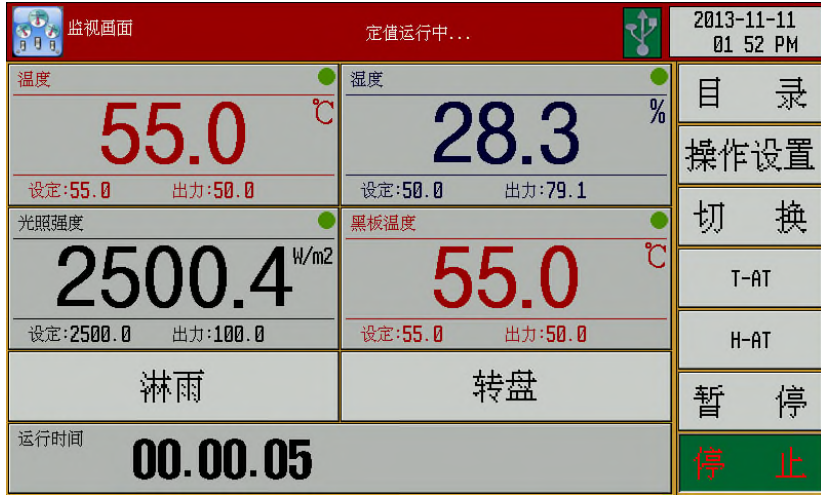 监视画面
定值运行中...
2013-11-11
01 52 PM
温度
55.0 ℃
设定:55.0 出力:50.0
湿度
28.3 %
设定:50.0 出力:79.1
光照强度
2500.4 W/m2
设定:2500.0 出力:100.0
黑板温度
55.0 ℃
设定:55.0 出力:50.0
淋雨
转盘
运行时间
00.00.05
目 录
操作设置
切 换
T-AT
H-AT
暂 停
停 止